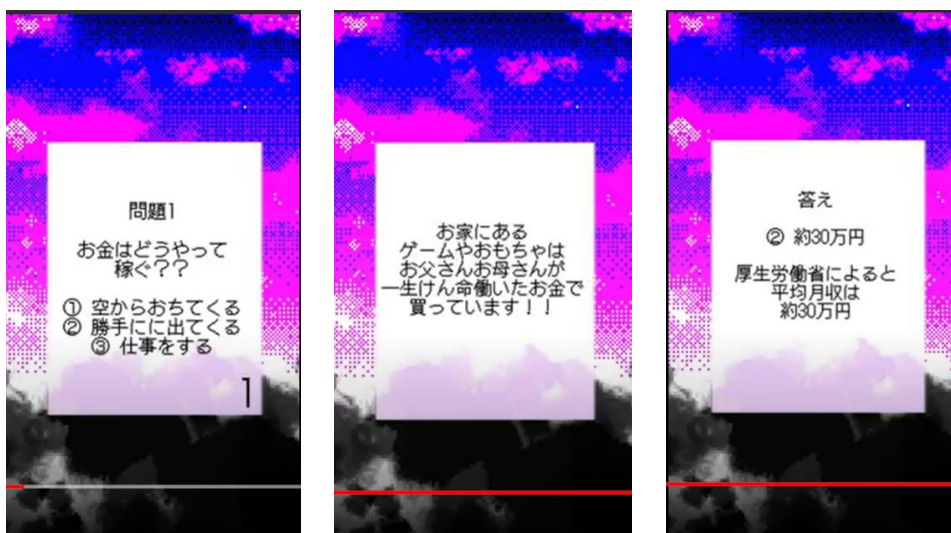 問題1
お金はどうやって
稼ぐ??
① 空からおちてくる
② 勝手にに出てくる
③ 仕事をする
1
お家にある
ゲームやおもちゃは
お父さんお母さんが
一生けん命働いたお金で
買っています!!
答え
② 約30万円
厚生労働省によると
平均月収は
約30万円